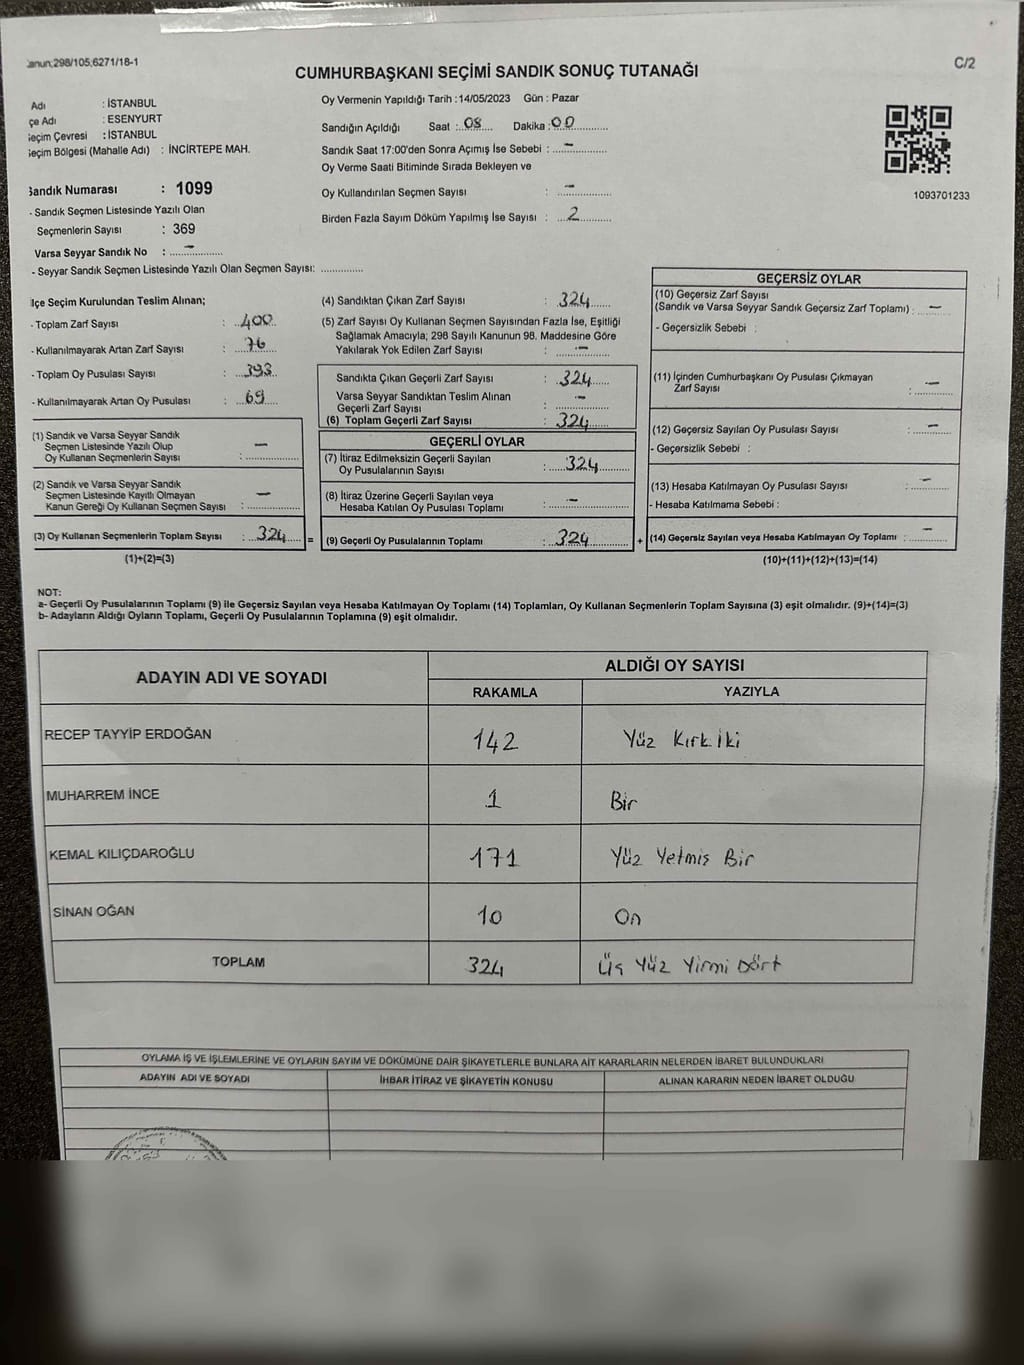 anun;298/105;6271/18-1
C/2
CUMHURBAŞKANI SEÇİMİ SANDIK SONUÇ TUTANAĞI
Adı : İSTANBUL
çe Adı : ESENYURT
eçim Çevresi : İSTANBUL
eçim Bölgesi (Mahalle Adı) : İNCİRTEPE MAH.
Sandık Numarası : 1099
- Sandık Seçmen Listesinde Yazılı Olan
Seçmenlerin Sayısı : 369
Varsa Seyyar Sandık No : -
- Seyyar Sandık Seçmen Listesinde Yazılı Olan Seçmen Sayısı: ..............
Oy Vermenin Yapıldığı Tarih :14/05/2023 Gün : Pazar
Sandığın Açıldığı Saat : 08 Dakika : 00
Sandık Saat 17:00'den Sonra Açımış İse Sebebi : -
Oy Verme Saati Bitiminde Sırada Bekleyen ve
Oy Kullandırılan Seçmen Sayısı : -
Birden Fazla Sayım Döküm Yapılmış İse Sayısı : 2
1093701233
İlçe Seçim Kurulundan Teslim Alınan;
- Toplam Zarf Sayısı : 400
- Kullanılmayarak Artan Zarf Sayısı : 76
- Toplam Oy Pusulası Sayısı : 393
- Kullanılmayarak Artan Oy Pusulası : 69
(1) Sandık ve Varsa Seyyar Sandık
Seçmen Listesinde Yazılı Olup
Oy Kullanan Seçmenlerin Sayısı : -
(2) Sandık ve Varsa Seyyar Sandık
Seçmen Listesinde Kayıtlı Olmayan
Kanun Gereği Oy Kullanan Seçmen Sayısı : -
(3) Oy Kullanan Seçmenlerin Toplam Sayısı : 324 =
(1)+(2)=(3)
(4) Sandıktan Çıkan Zarf Sayısı : 324
(5) Zarf Sayısı Oy Kullanan Seçmen Sayısından Fazla İse, Eşitliği
Sağlamak Amacıyla; 298 Sayılı Kanunun 98. Maddesine Göre
Yakılarak Yok Edilen Zarf Sayısı : -
Sandıkta Çıkan Geçerli Zarf Sayısı : 324
Varsa Seyyar Sandıktan Teslim Alınan
Geçerli Zarf Sayısı : -
(6) Toplam Geçerli Zarf Sayısı : 324
GEÇERLİ OYLAR
(7) İtiraz Edilmeksizin Geçerli Sayılan
Oy Pusulalarının Sayısı : 324
(8) İtiraz Üzerine Geçerli Sayılan veya
Hesaba Katılan Oy Pusulası Toplamı : -
(9) Geçerli Oy Pusulalarının Toplamı : 324 +
GEÇERSİZ OYLAR
(10) Geçersiz Zarf Sayısı
(Sandık ve Varsa Seyyar Sandık Geçersiz Zarf Toplamı) : -
- Geçersizlik Sebebi :
(11) İçinden Cumhurbaşkanı Oy Pusulası Çıkmayan
Zarf Sayısı : -
(12) Geçersiz Sayılan Oy Pusulası Sayısı : -
- Geçersizlik Sebebi :
(13) Hesaba Katılmayan Oy Pusulası Sayısı : -
- Hesaba Katılmama Sebebi :
(14) Geçersiz Sayılan veya Hesaba Katılmayan Oy Toplamı : -
(10)+(11)+(12)+(13)=(14)
NOT:
a- Geçerli Oy Pusulalarının Toplamı (9) ile Geçersiz Sayılan veya Hesaba Katılmayan Oy Toplamı (14) Toplamları, Oy Kullanan Seçmenlerin Toplam Sayısına (3) eşit olmalıdır. (9)+(14)=(3)
b- Adayların Aldığı Oyların Toplamı, Geçerli Oy Pusulalarının Toplamına (9) eşit olmalıdır.
ADAYIN ADI VE SOYADI ALDIĞI OY SAYISI
RAKAMLA YAZIYLA
RECEP TAYYİP ERDOĞAN 142 Yüz Kırk İki
MUHARREM İNCE 1 Bir
KEMAL KILIÇDAROĞLU 171 Yüz Yetmiş Bir
SİNAN OĞAN 10 On
TOPLAM 324 Üç Yüz Yirmi Dört
OYLAMA İŞ VE İŞLEMLERİNE VE OYLARIN SAYIM VE DÖKÜMÜNE DAİR ŞİKAYETLERLE BUNLARA AİT KARARLARIN NELERDEN İBARET BULUNDUKLARI
ADAYIN ADI VE SOYADI İHBAR İTİRAZ VE ŞİKAYETİN KONUSU ALINAN KARARIN NEDEN İBARET OLDUĞU